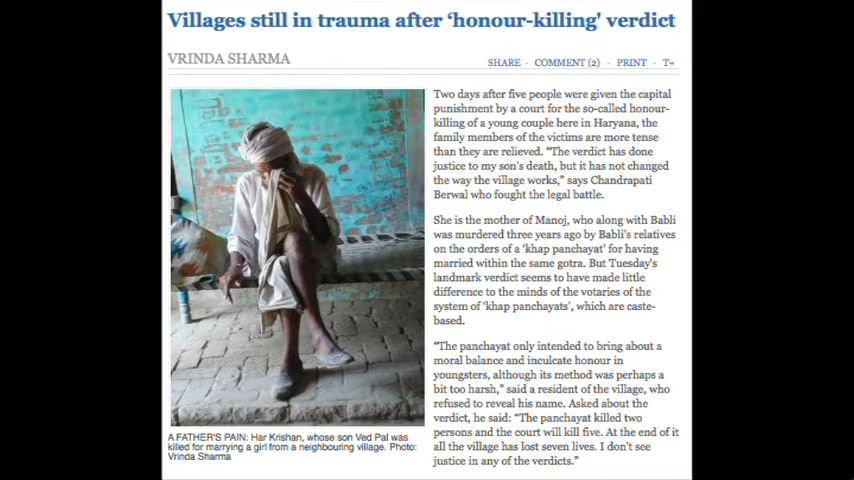 Villages still in trauma after ‘honour-killing' verdict
VRINDA SHARMA
SHARE · COMMENT (2) · PRINT · T+
Two days after five people were given the capital
punishment by a court for the so-called honour-
killing of a young couple here in Haryana, the
family members of the victims are more tense
than they are relieved. “The verdict has done
justice to my son's death, but it has not changed
the way the village works,” says Chandrapati
Berwal who fought the legal battle.
She is the mother of Manoj, who along with Babli
was murdered three years ago by Babli's relatives
on the orders of a ‘khap panchayat’ for having
married within the same gotra. But Tuesday's
landmark verdict seems to have made little
difference to the minds of the votaries of the
system of ‘khap panchayats’, which are caste-
based.
“The panchayat only intended to bring about a
moral balance and inculcate honour in
youngsters, although its method was perhaps a
bit too harsh,” said a resident of the village, who
refused to reveal his name. Asked about the
verdict, he said: “The panchayat killed two
persons and the court will kill five. At the end of it
all the village has lost seven lives. I don't see
justice in any of the verdicts.”
A FATHER'S PAIN: Har Krishan, whose son Ved Pal was
killed for marrying a girl from a neighbouring village. Photo:
Vrinda Sharma